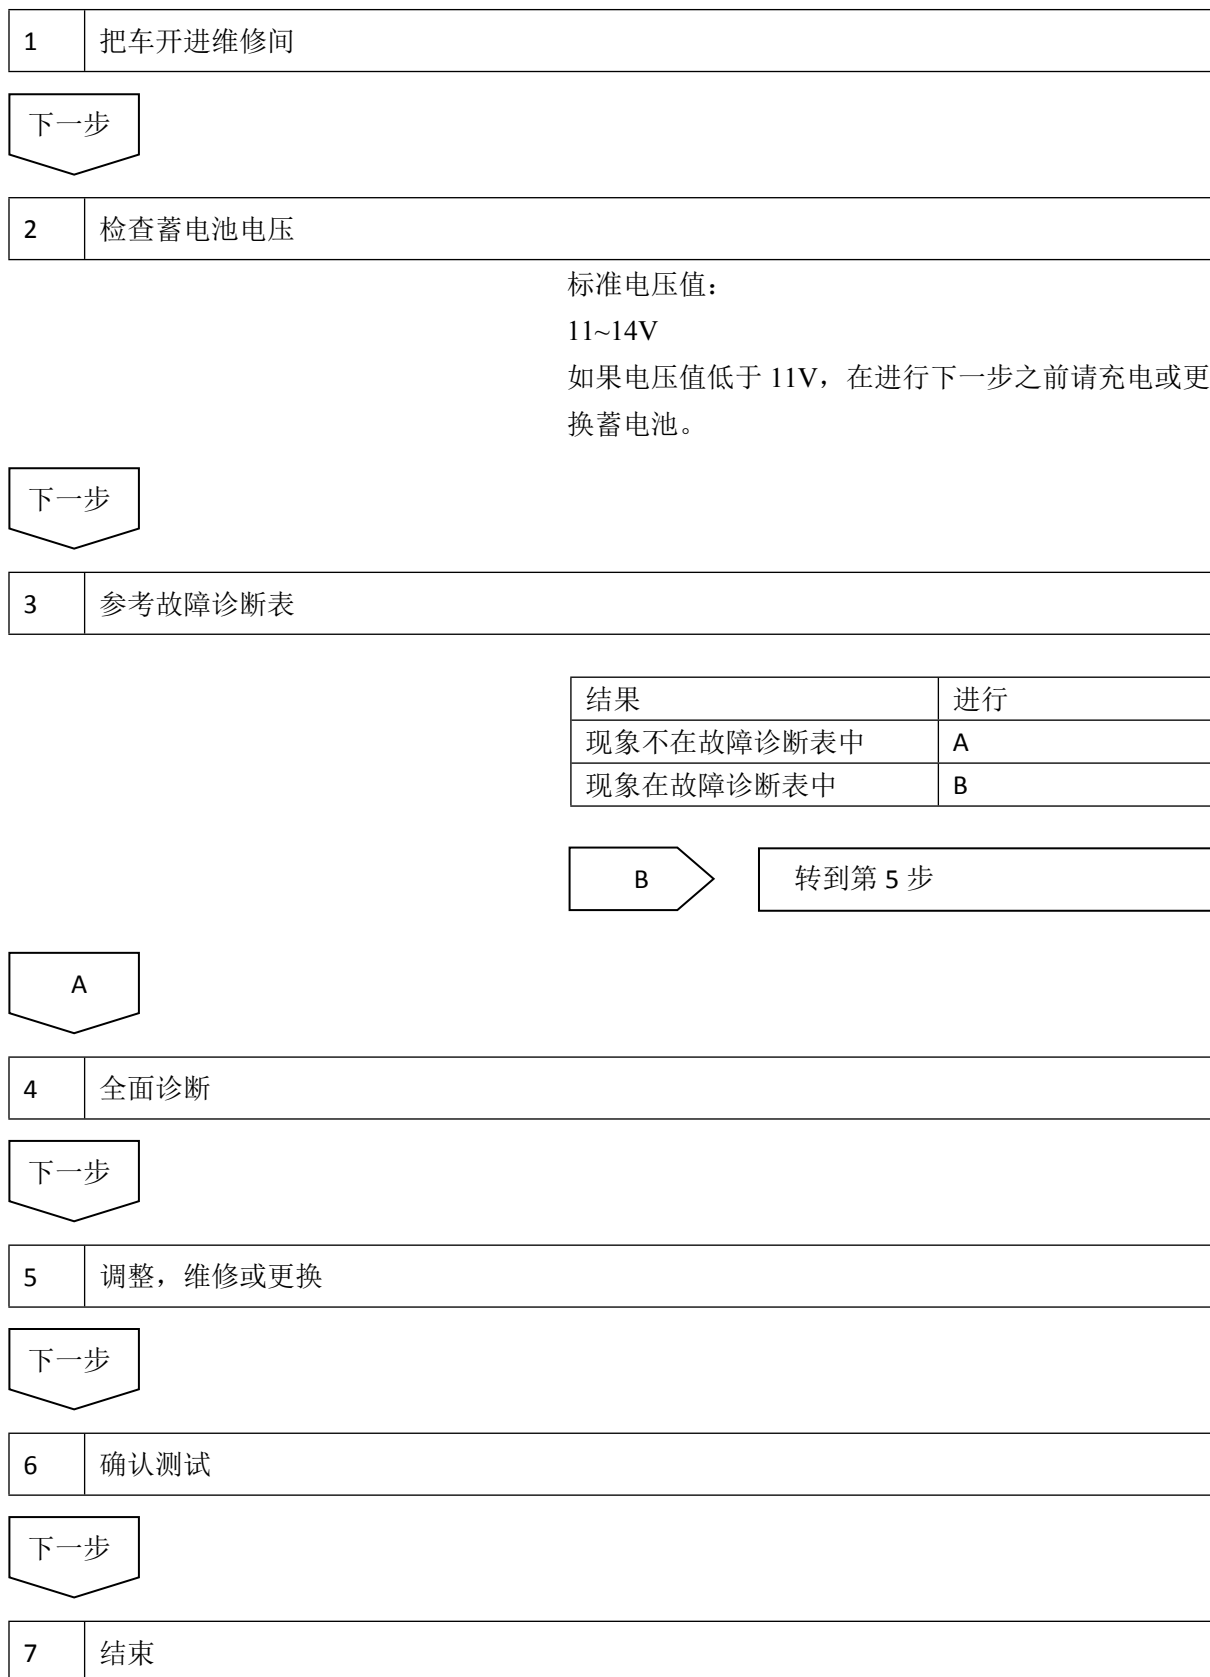 1 把车开进维修间
下一步
2 检查蓄电池电压
标准电压值：
11~14V
如果电压值低于 11V，在进行下一步之前请充电或更
换蓄电池。
下一步
3 参考故障诊断表
结果 进行
现象不在故障诊断表中 A
现象在故障诊断表中 B
B 转到第 5 步
A
4 全面诊断
下一步
5 调整，维修或更换
下一步
6 确认测试
下一步
7 结束